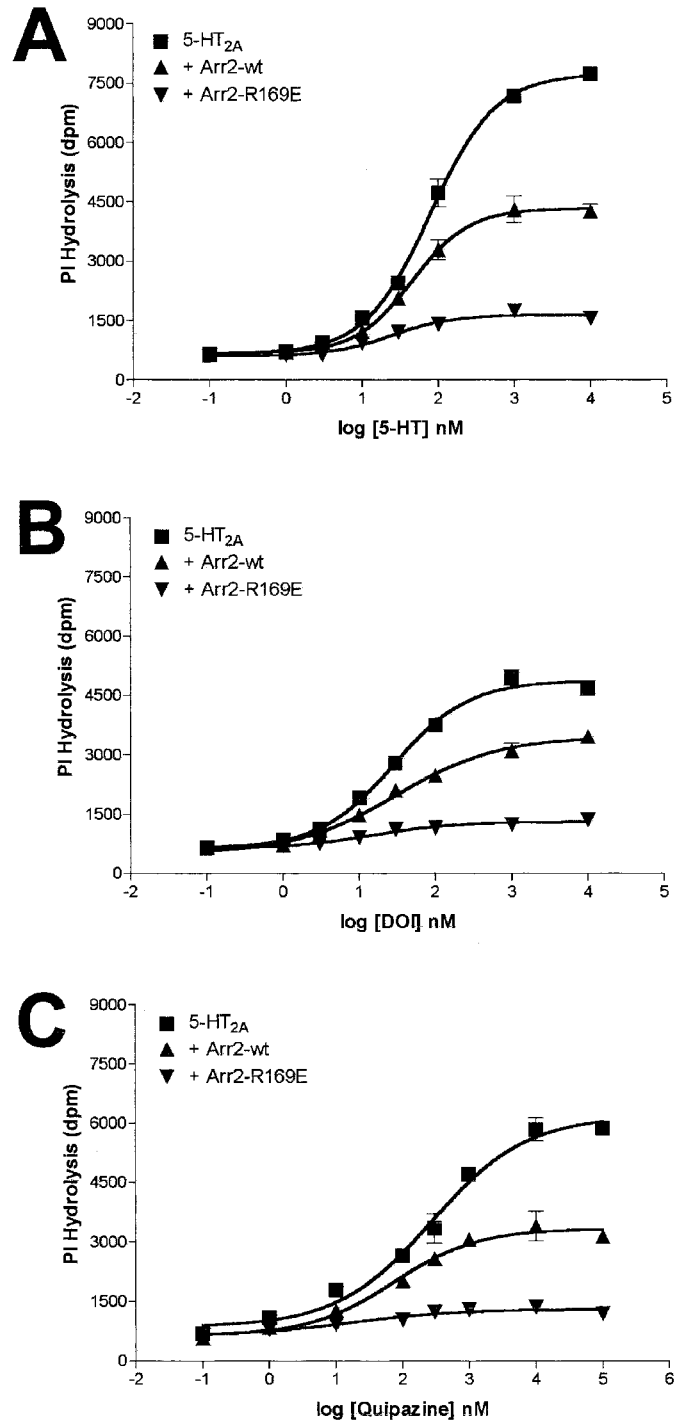 A
9000
7500
6000
4500
3000
1500
0
PI Hydrolysis (dpm)
5-HT2A
+ Arr2-wt
+ Arr2-R169E
-2 -1 0 1 2 3 4 5
log [5-HT] nM
B
9000
7500
6000
4500
3000
1500
0
PI Hydrolysis (dpm)
5-HT2A
+ Arr2-wt
+ Arr2-R169E
-2 -1 0 1 2 3 4 5
log [DOI] nM
C
9000
7500
6000
4500
3000
1500
0
PI Hydrolysis (dpm)
5-HT2A
+ Arr2-wt
+ Arr2-R169E
-2 -1 0 1 2 3 4 5 6
log [Quipazine] nM